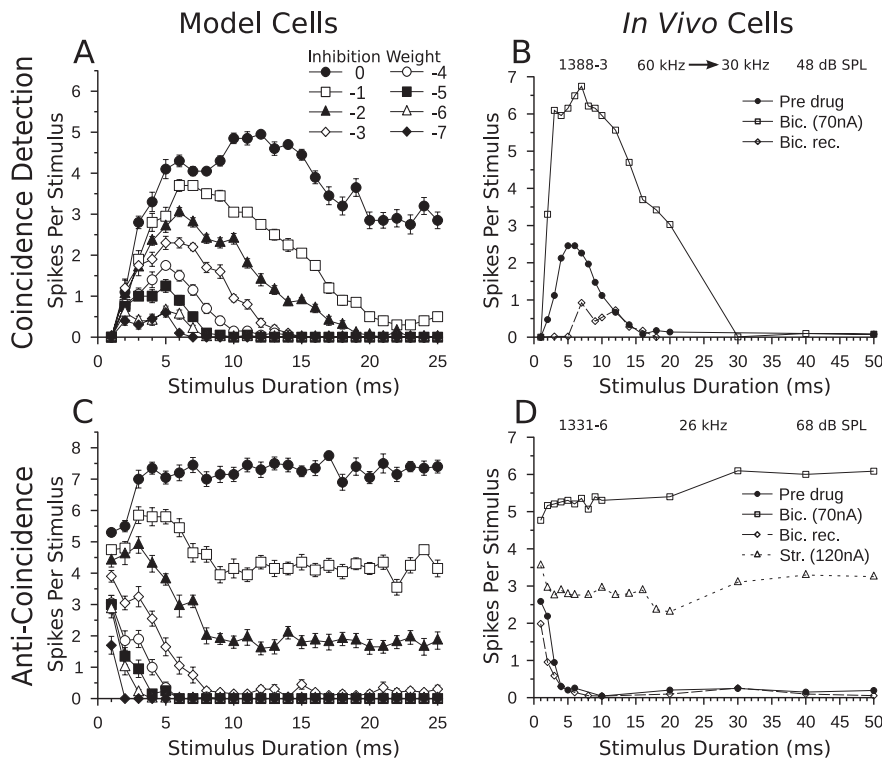 Model Cells
In Vivo Cells
Coincidence Detection
A
Inhibition Weight
0 -4
-1 -5
-2 -6
-3 -7
Spikes Per Stimulus
6
5
4
3
2
1
0
0 5 10 15 20 25
Stimulus Duration (ms)
B
1388-3 60 kHz → 30 kHz 48 dB SPL
Pre drug
Bic. (70nA)
Bic. rec.
Spikes Per Stimulus
7
6
5
4
3
2
1
0
0 5 10 15 20 25 30 35 40 45 50
Stimulus Duration (ms)
Anti-Coincidence
C
Spikes Per Stimulus
8
7
6
5
4
3
2
1
0
0 5 10 15 20 25
Stimulus Duration (ms)
D
1331-6 26 kHz 68 dB SPL
Pre drug
Bic. (70nA)
Bic. rec.
Str. (120nA)
Spikes Per Stimulus
7
6
5
4
3
2
1
0
0 5 10 15 20 25 30 35 40 45 50
Stimulus Duration (ms)